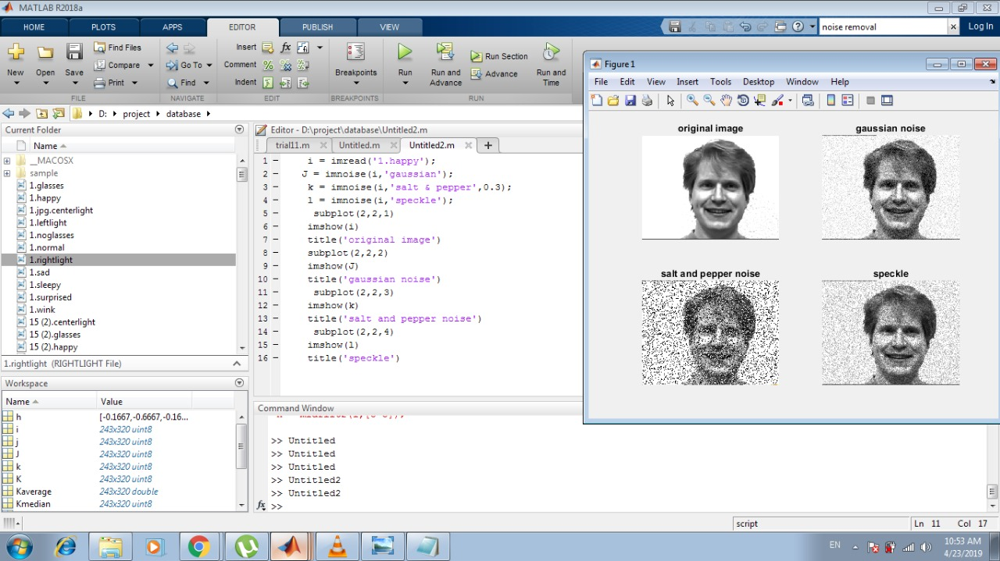 MATLAB R2018a
HOME PLOTS APPS EDITOR PUBLISH VIEW noise removal Log In
New Open Save Find Files Compare Print
Go To Find
Insert fx
Comment
Indent
Breakpoints Run Run and Advance Run Section Advance Run and Time
FILE NAVIGATE EDIT BREAKPOINTS RUN
D: project database
Current Folder
Name
__MACOSX
sample
1.glasses
1.happy
1.jpg.centerlight
1.leftlight
1.noglasses
1.normal
1.rightlight
1.sad
1.sleepy
1.surprised
1.wink
15 (2).centerlight
15 (2).glasses
15 (2).happy
1.rightlight (RIGHTLIGHT File)
Workspace
Name Value
h [-0.1667,-0.6667,-0.16...
i 243x320 uint8
j 243x320 uint8
J 243x320 uint8
k 243x320 uint8
K 243x320 uint8
Kaverage 243x320 double
Kmedian 243x320 uint8
Editor - D:\project\database\Untitled2.m
trial11.m Untitled.m Untitled2.m
1 i = imread('1.happy');
2 J = imnoise(i,'gaussian');
3 k = imnoise(i,'salt & pepper',0.3);
4 l = imnoise(i,'speckle');
5 subplot(2,2,1)
6 imshow(i)
7 title('original image')
8 subplot(2,2,2)
9 imshow(J)
10 title('gaussian noise')
11 subplot(2,2,3)
12 imshow(k)
13 title('salt and pepper noise')
14 subplot(2,2,4)
15 imshow(l)
16 title('speckle')
Command Window
>> Untitled
>> Untitled
>> Untitled
>> Untitled2
>> Untitled2
fx >>
Figure 1
File Edit View Insert Tools Desktop Window Help
original image
gaussian noise
salt and pepper noise
speckle
script Ln 11 Col 17
EN
10:53 AM
4/23/2019